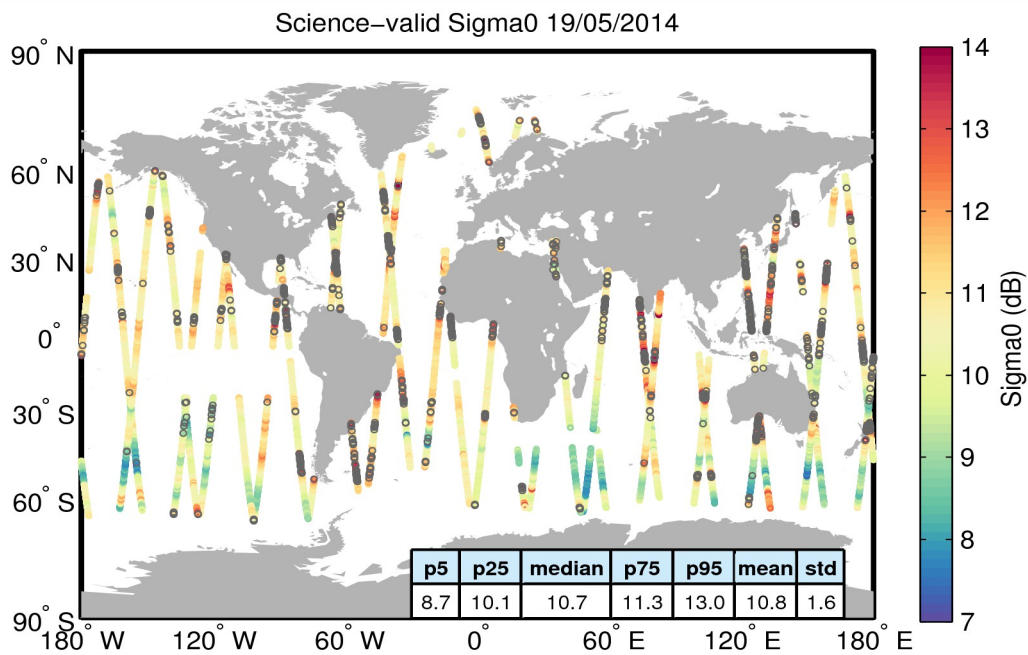 Science−valid Sigma0 19/05/2014
90° N
60° N
30° N
0°
30° S
60° S
90° S
180° W
120° W
60° W
0°
60° E
120° E
180° E
14
13
12
11
10
9
8
7
Sigma0 (dB)
p5 p25 median p75 p95 mean std
8.7 10.1 10.7 11.3 13.0 10.8 1.6